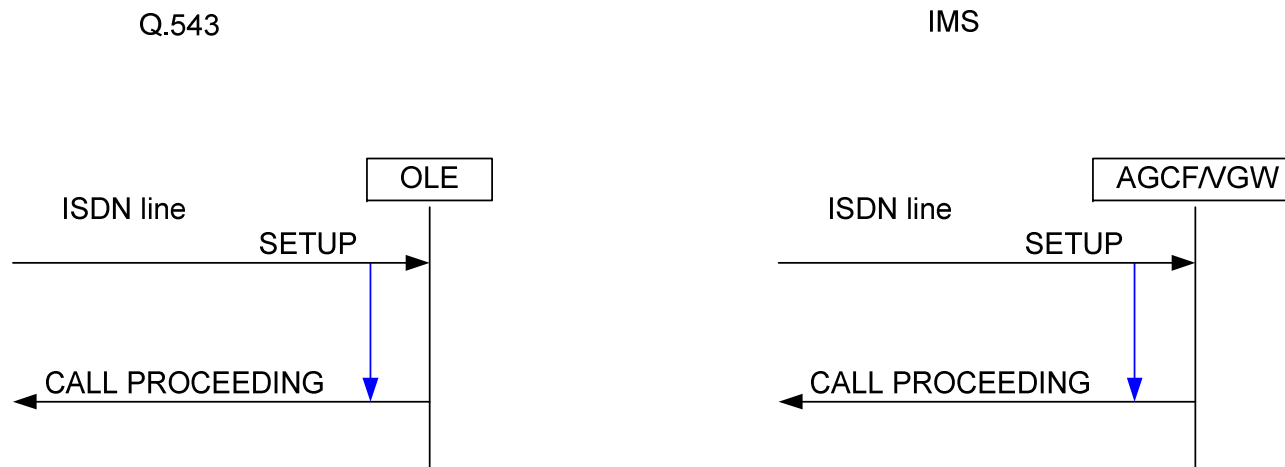 Q.543
IMS
OLE
ISDN line
SETUP
CALL PROCEEDING
AGCF/VGW
ISDN line
SETUP
CALL PROCEEDING